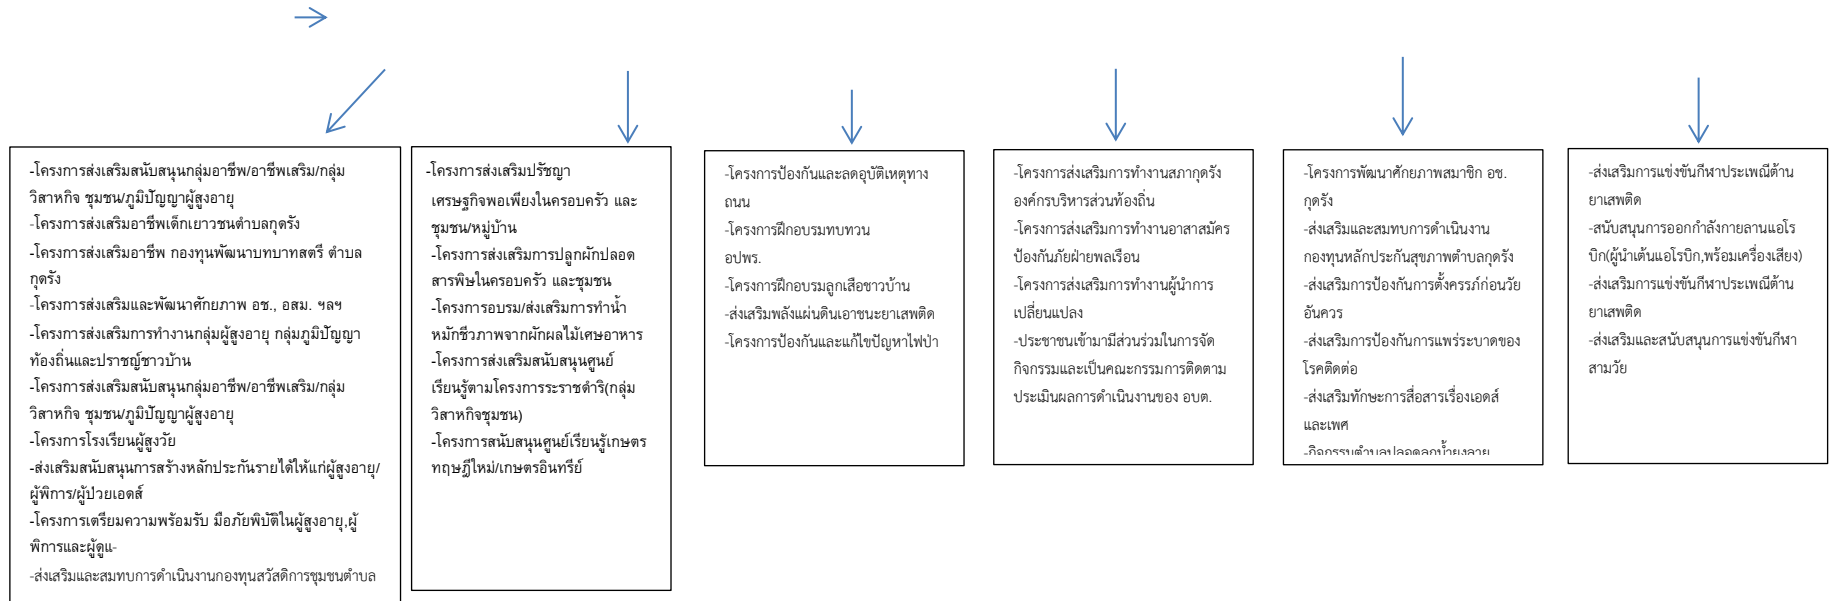 -โครงการส่งเสริมสนับสนุนกลุ่มอาชีพ/อาชีพเสริม/กลุ่ม
วิสาหกิจ ชุมชน/ภูมิปัญญาผู้สูงอายุ
-โครงการส่งเสริมอาชีพเด็กเยาวชนตำบลกุดรัง
-โครงการส่งเสริมอาชีพ กองทุนพัฒนาบทบาทสตรี ตำบล
กุดรัง
-โครงการส่งเสริมและพัฒนาศักยภาพ อช., อสม. ฯลฯ
-โครงการส่งเสริมการทำงานกลุ่มผู้สูงอายุ กลุ่มภูมิปัญญา
ท้องถิ่นและปราชญ์ชาวบ้าน
-โครงการส่งเสริมสนับสนุนกลุ่มอาชีพ/อาชีพเสริม/กลุ่ม
วิสาหกิจ ชุมชน/ภูมิปัญญาผู้สูงอายุ
-โครงการโรงเรียนผู้สูงวัย
-ส่งเสริมสนับสนุนการสร้างหลักประกันรายได้ให้แก่ผู้สูงอายุ/
ผู้พิการ/ผู้ป่วยเอดส์
-โครงการเตรียมความพร้อมรับ มือภัยพิบัติในผู้สูงอายุ,ผู้
พิการและผู้ดูแ-
-ส่งเสริมและสมทบการดำเนินงานกองทุนสวัสดิการชุมชนตำบล
-โครงการส่งเสริมปรัชญา
เศรษฐกิจพอเพียงในครอบครัว และ
ชุมชน/หมู่บ้าน
-โครงการส่งเสริมการปลูกผักปลอด
สารพิษในครอบครัว และชุมชน
-โครงการอบรม/ส่งเสริมการทำน้ำ
หมักชีวภาพจากผักผลไม้เศษอาหาร
-โครงการส่งเสริมสนับสนุนศูนย์
เรียนรู้ตามโครงการระราชดำริ(กลุ่ม
วิสาหกิจชุมชน)
-โครงการสนับสนุนศูนย์เรียนรู้เกษตร
ทฤษฎีใหม่/เกษตรอินทรีย์
-โครงการป้องกันและลดอุบัติเหตุทาง
ถนน
-โครงการฝึกอบรมทบทวน
อปพร.
-โครงการฝึกอบรมลูกเสือชาวบ้าน
-ส่งเสริมพลังแผ่นดินเอาชนะยาเสพติด
-โครงการป้องกันและแก้ไขปัญหาไฟป่า
-โครงการส่งเสริมการทำงานสภากุดรัง
องค์กรบริหารส่วนท้องถิ่น
-โครงการส่งเสริมการทำงานอาสาสมัคร
ป้องกันภัยฝ่ายพลเรือน
-โครงการส่งเสริมการทำงานผู้นำการ
เปลี่ยนแปลง
-ประชาชนเข้ามามีส่วนร่วมในการจัด
กิจกรรมและเป็นคณะกรรมการติดตาม
ประเมินผลการดำเนินงานของ อบต.
-โครงการพัฒนาศักยภาพสมาชิก อช.
กุดรัง
-ส่งเสริมและสมทบการดำเนินงาน
กองทุนหลักประกันสุขภาพตำบลกุดรัง
-ส่งเสริมการป้องกันการตั้งครรภ์ก่อนวัย
อันควร
-ส่งเสริมการป้องกันการแพร่ระบาดของ
โรคติดต่อ
-ส่งเสริมทักษะการสื่อสารเรื่องเอดส์
และเพศ
-กิจกรรมตำบลปลอดลูกน้ำยุงลาย
-ส่งเสริมการแข่งขันกีฬาประเพณีต้าน
ยาเสพติด
-สนับสนุนการออกกำลังกายลานแอโร
บิก(ผู้นำเต้นแอโรบิก,พร้อมเครื่องเสียง)
-ส่งเสริมการแข่งขันกีฬาประเพณีต้าน
ยาเสพติด
-ส่งเสริมและสนับสนุนการแข่งขันกีฬา
สามวัย